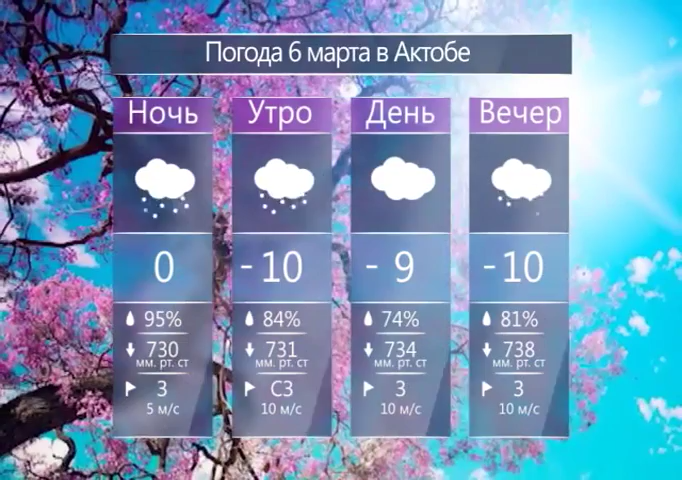 Погода 6 марта в Актобе
Ночь Утро День Вечер
0 -10 -9 -10
95% 84% 74% 81%
730 731 734 738
мм. рт. ст мм. рт. ст мм. рт. ст мм. рт. ст
З СЗ З З
5 м/с 10 м/с 10 м/с 10 м/с